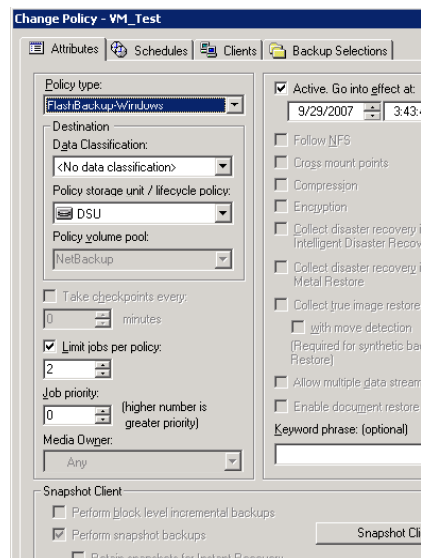 Change Policy - VM_Test
Attributes
Schedules
Clients
Backup Selections
Policy type:
FlashBackup-Windows
Destination
Data Classification:
<No data classification>
Policy storage unit / lifecycle policy:
DSU
Policy volume pool:
NetBackup
Take checkpoints every:
0 minutes
Limit jobs per policy:
2
Job priority:
0 (higher number is
greater priority)
Media Owner:
Any
Active. Go into effect at:
9/29/2007 3:43:4
Follow NFS
Cross mount points
Compression
Encryption
Collect disaster recovery i
Intelligent Disaster Recov
Collect disaster recovery i
Metal Restore
Collect true image restore
with move detection
(Required for synthetic ba
Restore)
Allow multiple data stream
Enable document restore
Keyword phrase: (optional)
Snapshot Client
Perform block level incremental backups
Perform snapshot backups
Snapshot Cli
Retain snapshots for Instant Recovery